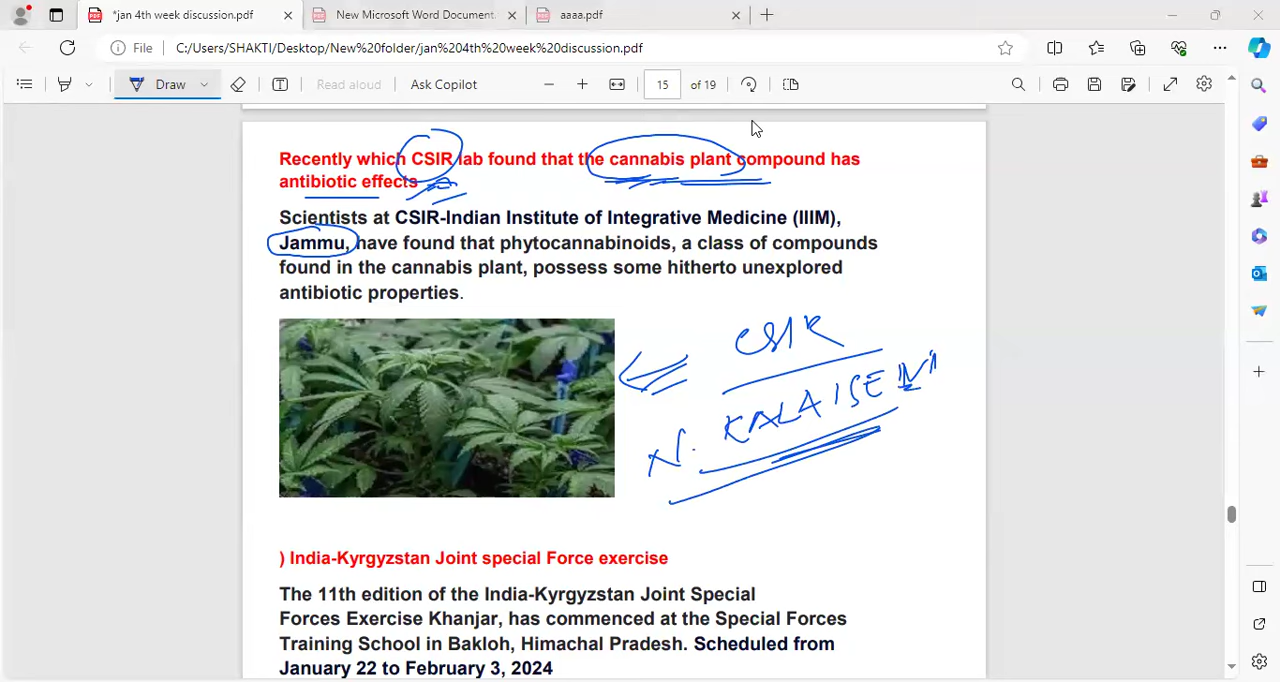 *jan 4th week discussion.pdf
New Microsoft Word Document.
aaaa.pdf
File
C:/Users/SHAKTI/Desktop/New%20folder/jan%204th%20week%20discussion.pdf
Draw
Read aloud
Ask Copilot
15 of 19
Recently which CSIR lab found that the cannabis plant compound has
antibiotic effects
Scientists at CSIR-Indian Institute of Integrative Medicine (IIIM),
Jammu, have found that phytocannabinoids, a class of compounds
found in the cannabis plant, possess some hitherto unexplored
antibiotic properties.
CSIR
N. KALAISE
) India-Kyrgyzstan Joint special Force exercise
The 11th edition of the India-Kyrgyzstan Joint Special
Forces Exercise Khanjar, has commenced at the Special Forces
Training School in Bakloh, Himachal Pradesh. Scheduled from
January 22 to February 3, 2024